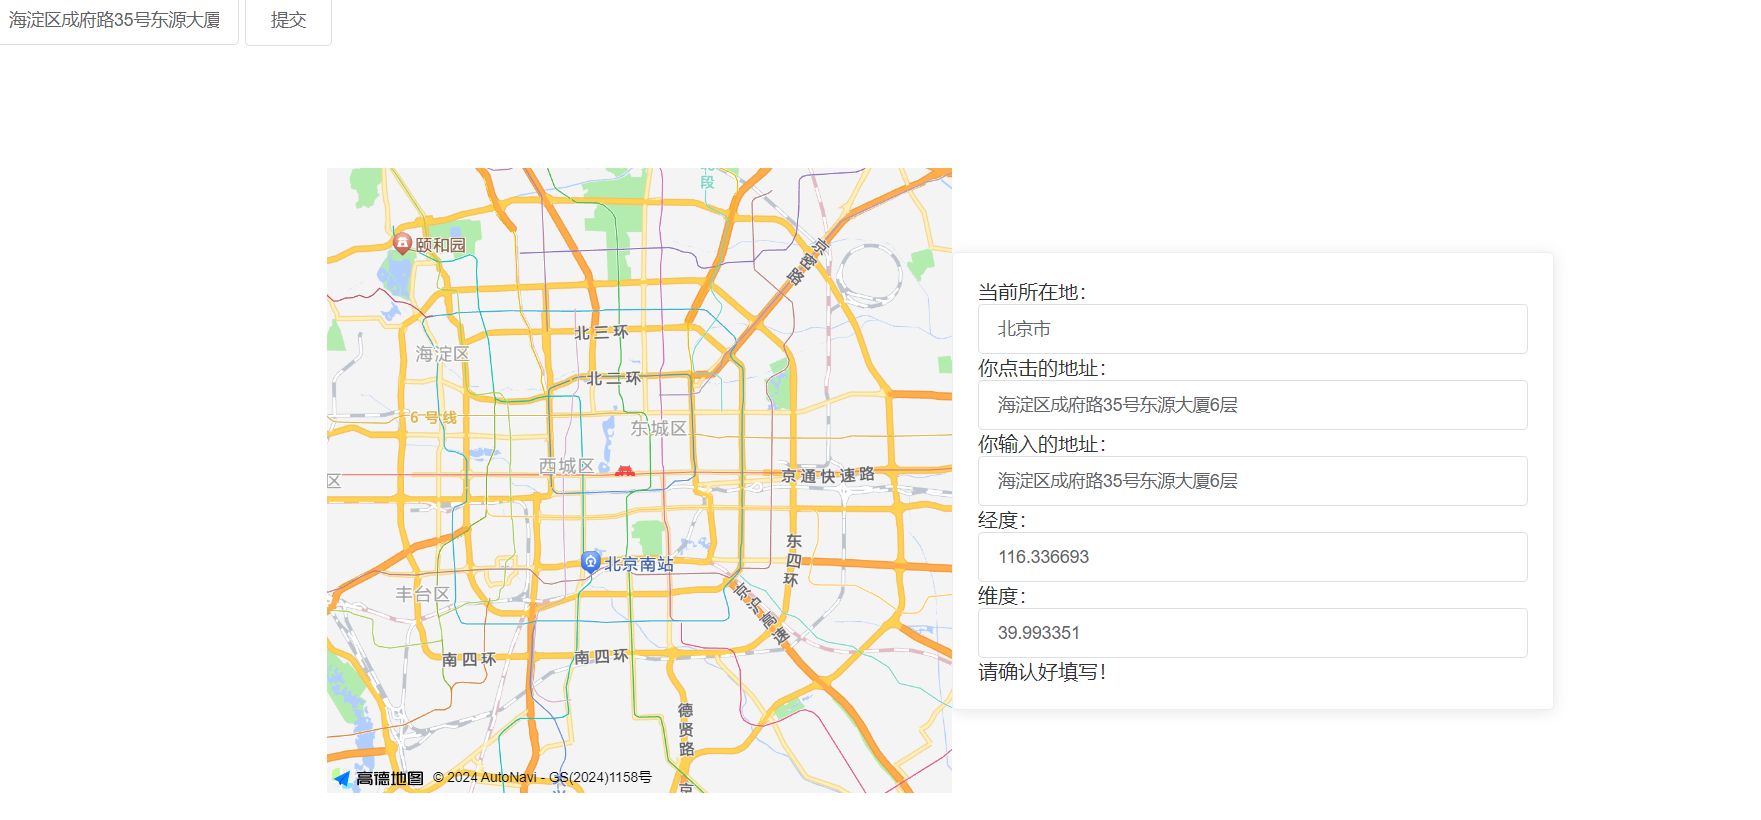 海淀区成府路35号东源大厦
提交
段
颐和园
京密路
北三环
海淀区
北二环
6号线
东城区
西城区
区
京通快速路
东四环
北京南站
丰台区
京沪高速
南四环
南四环
德贤路
京
高德地图 © 2024 AutoNavi - GS(2024)1158号
当前所在地：
北京市
你点击的地址：
海淀区成府路35号东源大厦6层
你输入的地址：
海淀区成府路35号东源大厦6层
经度：
116.336693
维度：
39.993351
请确认好填写！